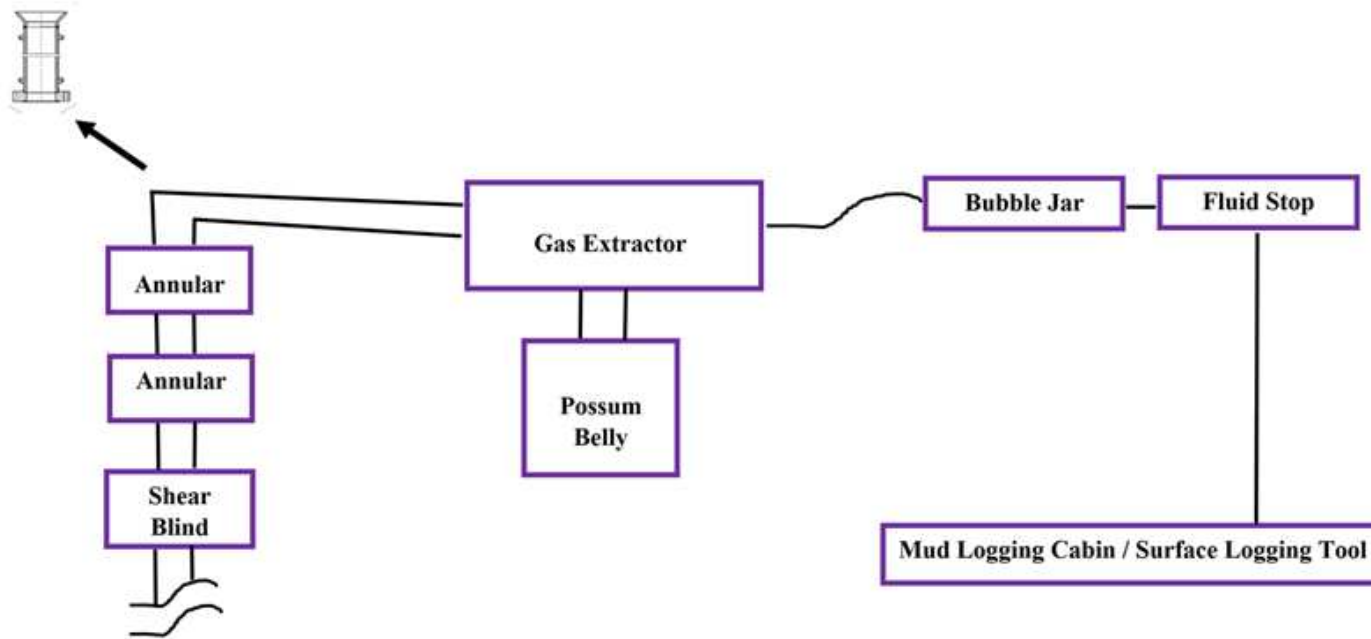 Annular
Annular
Shear
Blind
Gas Extractor
Possum
Belly
Bubble Jar
Fluid Stop
Mud Logging Cabin / Surface Logging Tool